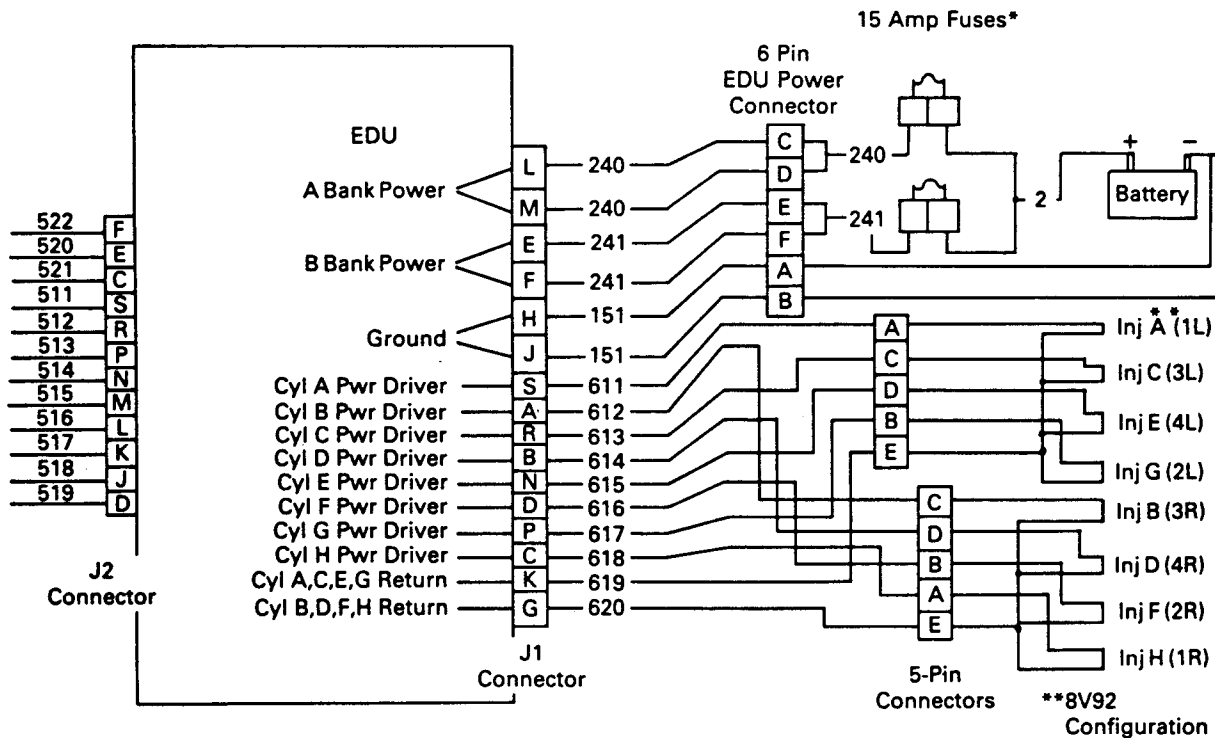 15 Amp Fuses*
6 Pin
EDU Power
Connector
EDU
A Bank Power
B Bank Power
Ground
Cyl A Pwr Driver
Cyl B Pwr Driver
Cyl C Pwr Driver
Cyl D Pwr Driver
Cyl E Pwr Driver
Cyl F Pwr Driver
Cyl G Pwr Driver
Cyl H Pwr Driver
Cyl A,C,E,G Return
Cyl B,D,F,H Return
522 F
520 E
521 C
511 S
512 R
513 P
514 N
515 M
516 L
517 K
518 J
519 D
J2
Connector
L 240
M 240
E 241
F 241
H 151
J 151
S 611
A 612
R 613
B 614
N 615
D 616
P 617
C 618
K 619
G 620
J1
Connector
C
D
E
F
A
B
240
241
2
+ -
Battery
A
C
D
B
E
C
D
B
A
E
5-Pin
Connectors
Inj A** (1L)
Inj C (3L)
Inj E (4L)
Inj G (2L)
Inj B (3R)
Inj D (4R)
Inj F (2R)
Inj H (1R)
**8V92
Configuration